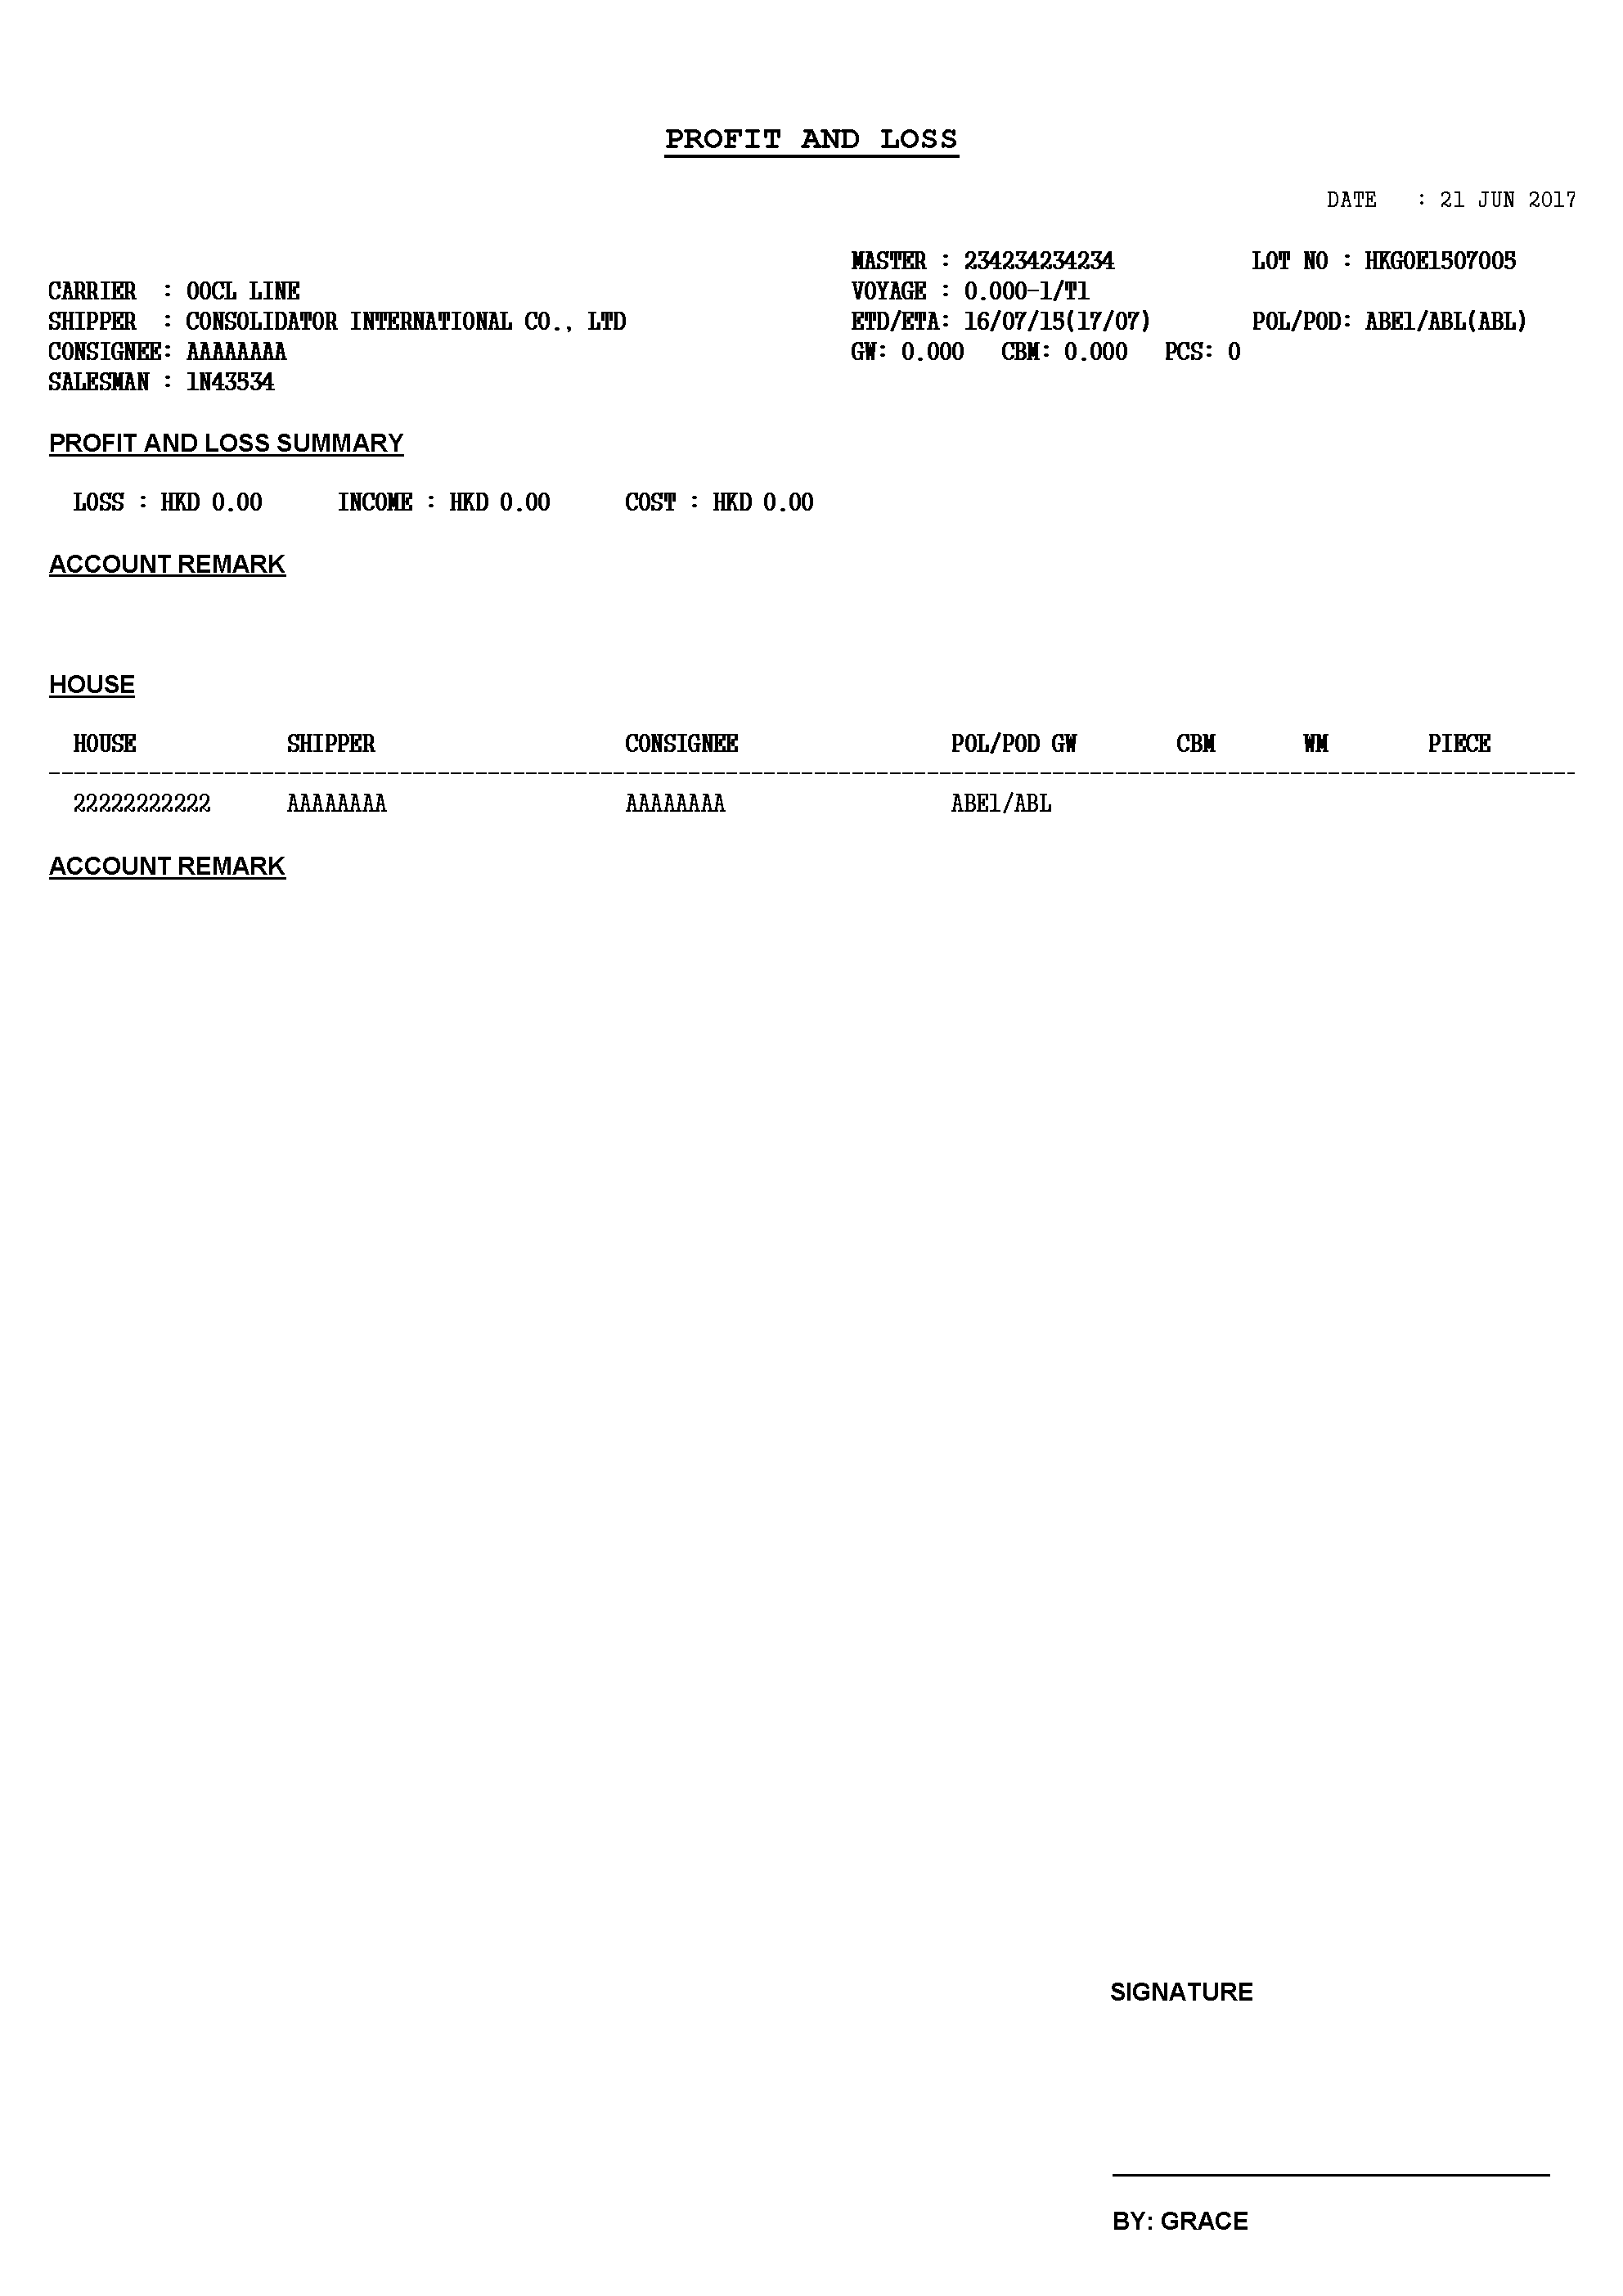 PROFIT AND LOSS
DATE : 21 JUN 2017
MASTER : 234234234234 LOT NO : HKGOE1507005
CARRIER : OOCL LINE VOYAGE : 0.000-1/T1
SHIPPER : CONSOLIDATOR INTERNATIONAL CO., LTD ETD/ETA: 16/07/15(17/07) POL/POD: ABE1/ABL(ABL)
CONSIGNEE: AAAAAAAA GW: 0.000 CBM: 0.000 PCS: 0
SALESMAN : 1N43534
PROFIT AND LOSS SUMMARY
LOSS : HKD 0.00 INCOME : HKD 0.00 COST : HKD 0.00
ACCOUNT REMARK
HOUSE
HOUSE SHIPPER CONSIGNEE POL/POD GW CBM WM PIECE
22222222222 AAAAAAAA AAAAAAAA ABE1/ABL
ACCOUNT REMARK
SIGNATURE
BY: GRACE